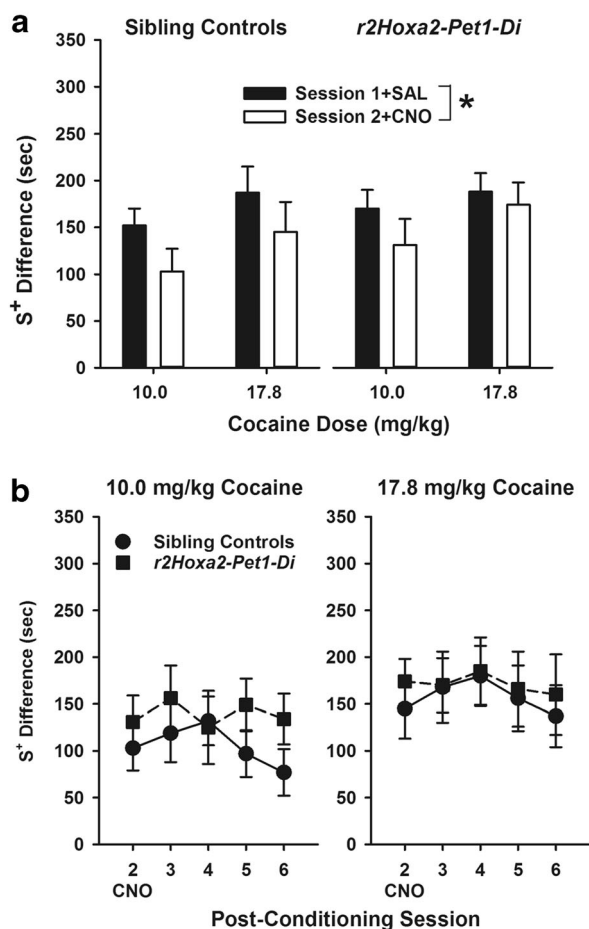 a
Sibling Controls r2Hoxa2-Pet1-Di
350
300
250
200
150
100
50
0
S+ Difference (sec)
Session 1+SAL
Session 2+CNO
*
10.0 17.8 10.0 17.8
Cocaine Dose (mg/kg)
b
10.0 mg/kg Cocaine 17.8 mg/kg Cocaine
350 350
300 300
250 250
200 200
150 150
100 100
50 50
0 0
S+ Difference (sec)
Sibling Controls
r2Hoxa2-Pet1-Di
2 3 4 5 6 2 3 4 5 6
CNO CNO
Post-Conditioning Session